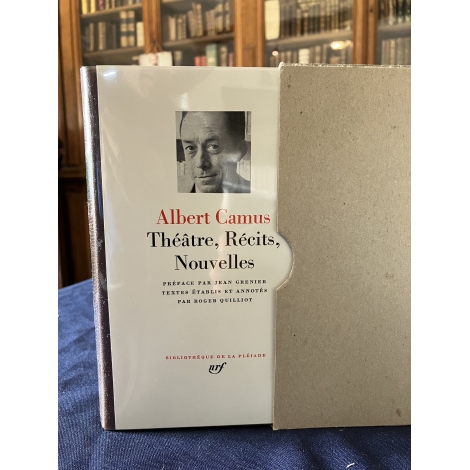 Albert Camus
Théâtre, Récits,
Nouvelles
PRÉFACE PAR JEAN GRENIER
TEXTES ÉTABLIS ET ANNOTÉS
PAR ROGER QUILLIOT
BIBLIOTHÈQUE DE LA PLÉIADE
nrf